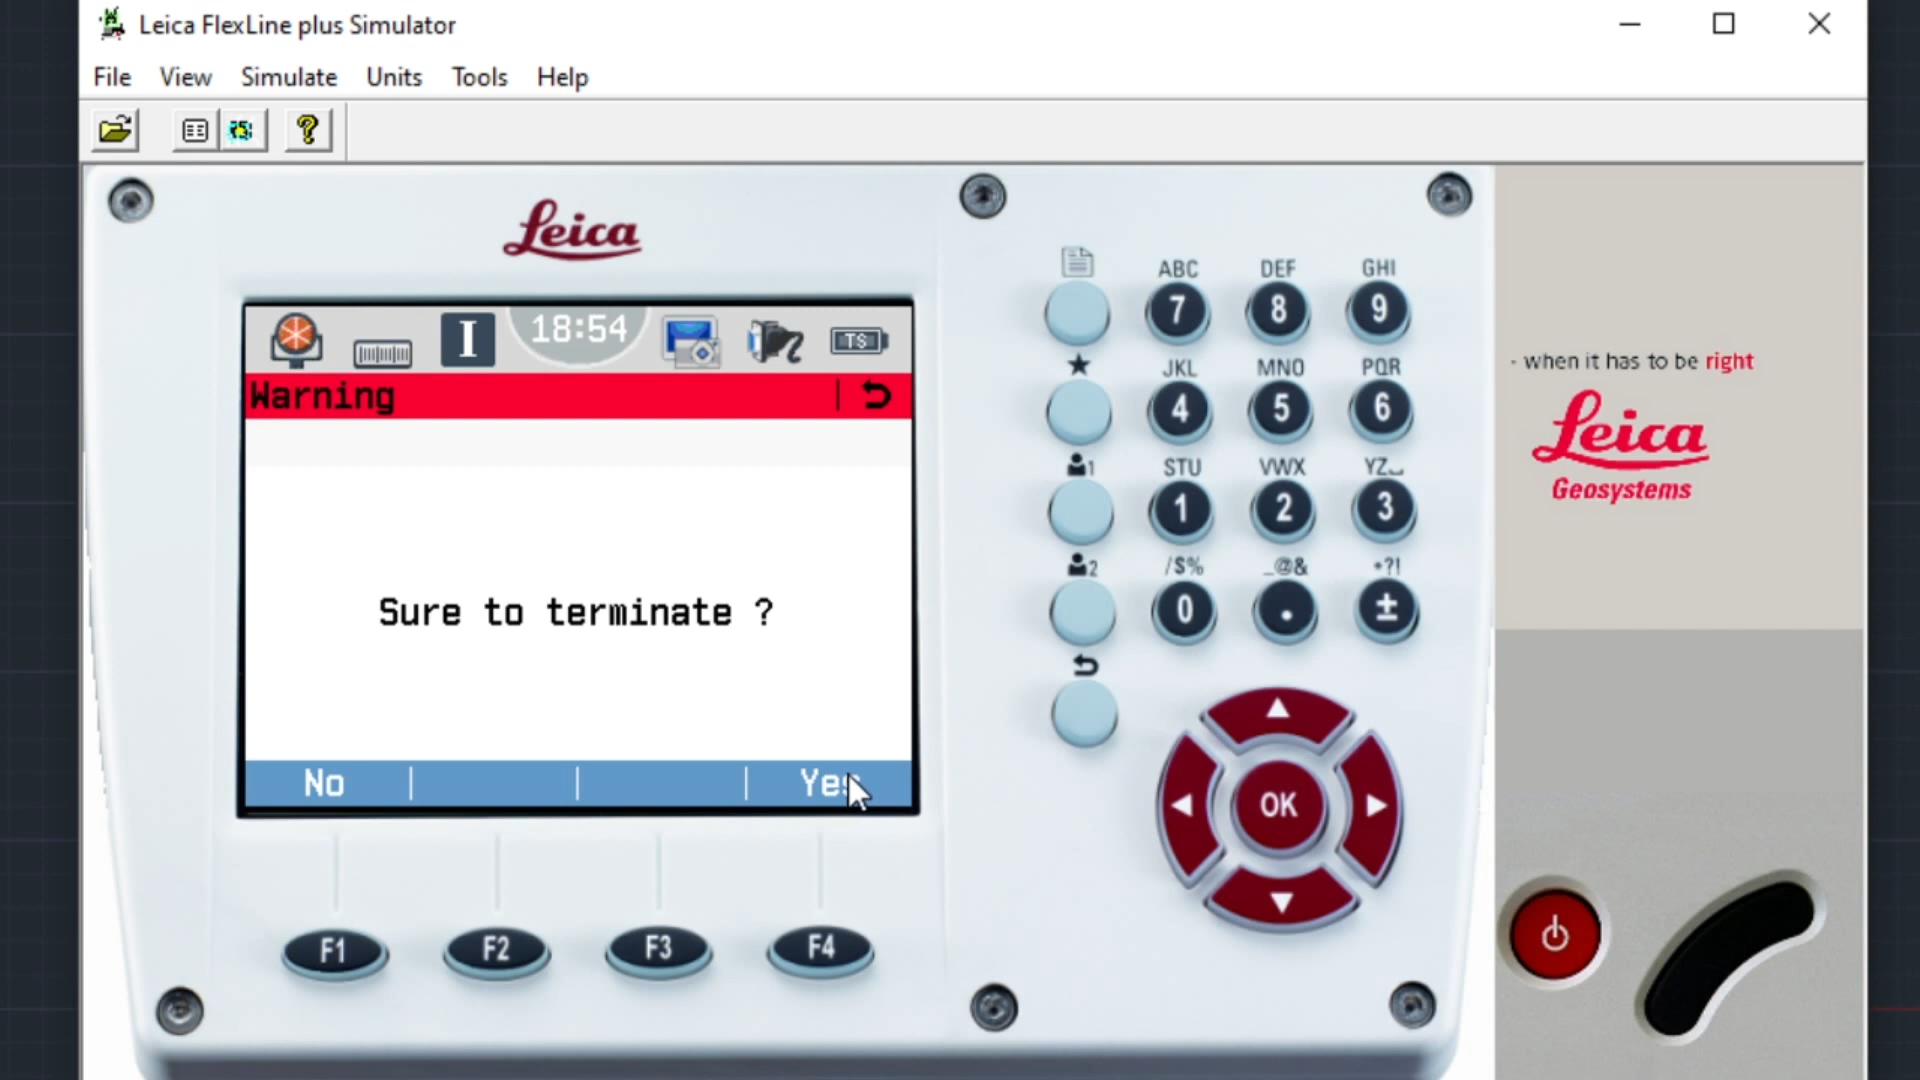 Leica FlexLine plus Simulator
File View Simulate Units Tools Help
Leica
I 18:54 TS
Warning
Sure to terminate ?
No Yes
F1 F2 F3 F4
ABC DEF GHI
7 8 9
JKL MNO PQR
4 5 6
1 STU VWX YZ⎵
1 2 3
2 /$% _@& *?!
0 . ±
OK
- when it has to be right
Leica
Geosystems